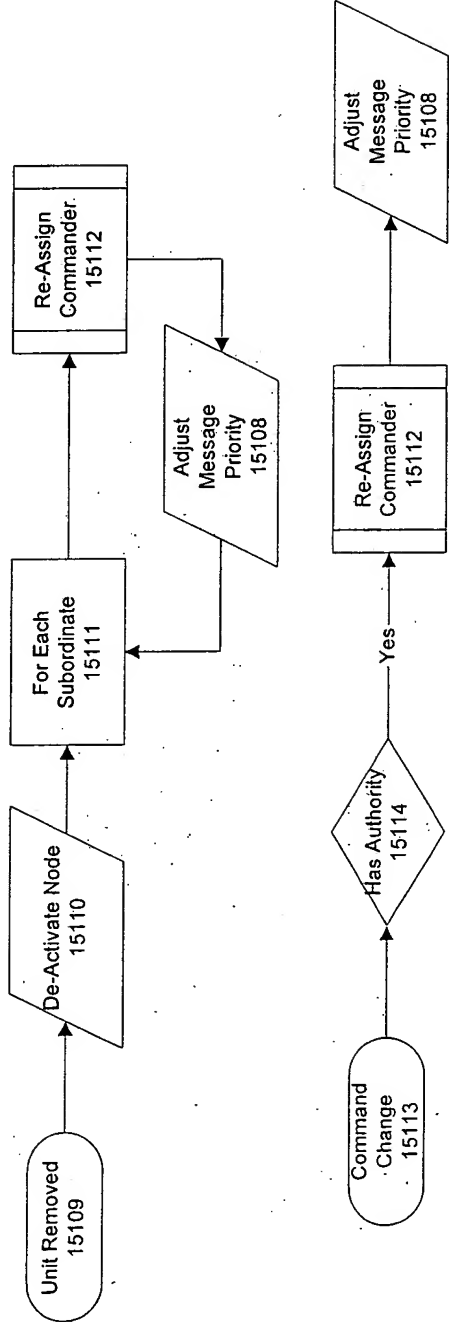 Unit Removed
15109
De-Activate Node
15110
For Each
Subordinate
15111
Re-Assign
Commander
15112
Adjust
Message
Priority
15108
Command
Change
15113
Has Authority
15114
Yes
Re-Assign
Commander
15112
Adjust
Message
Priority
15108